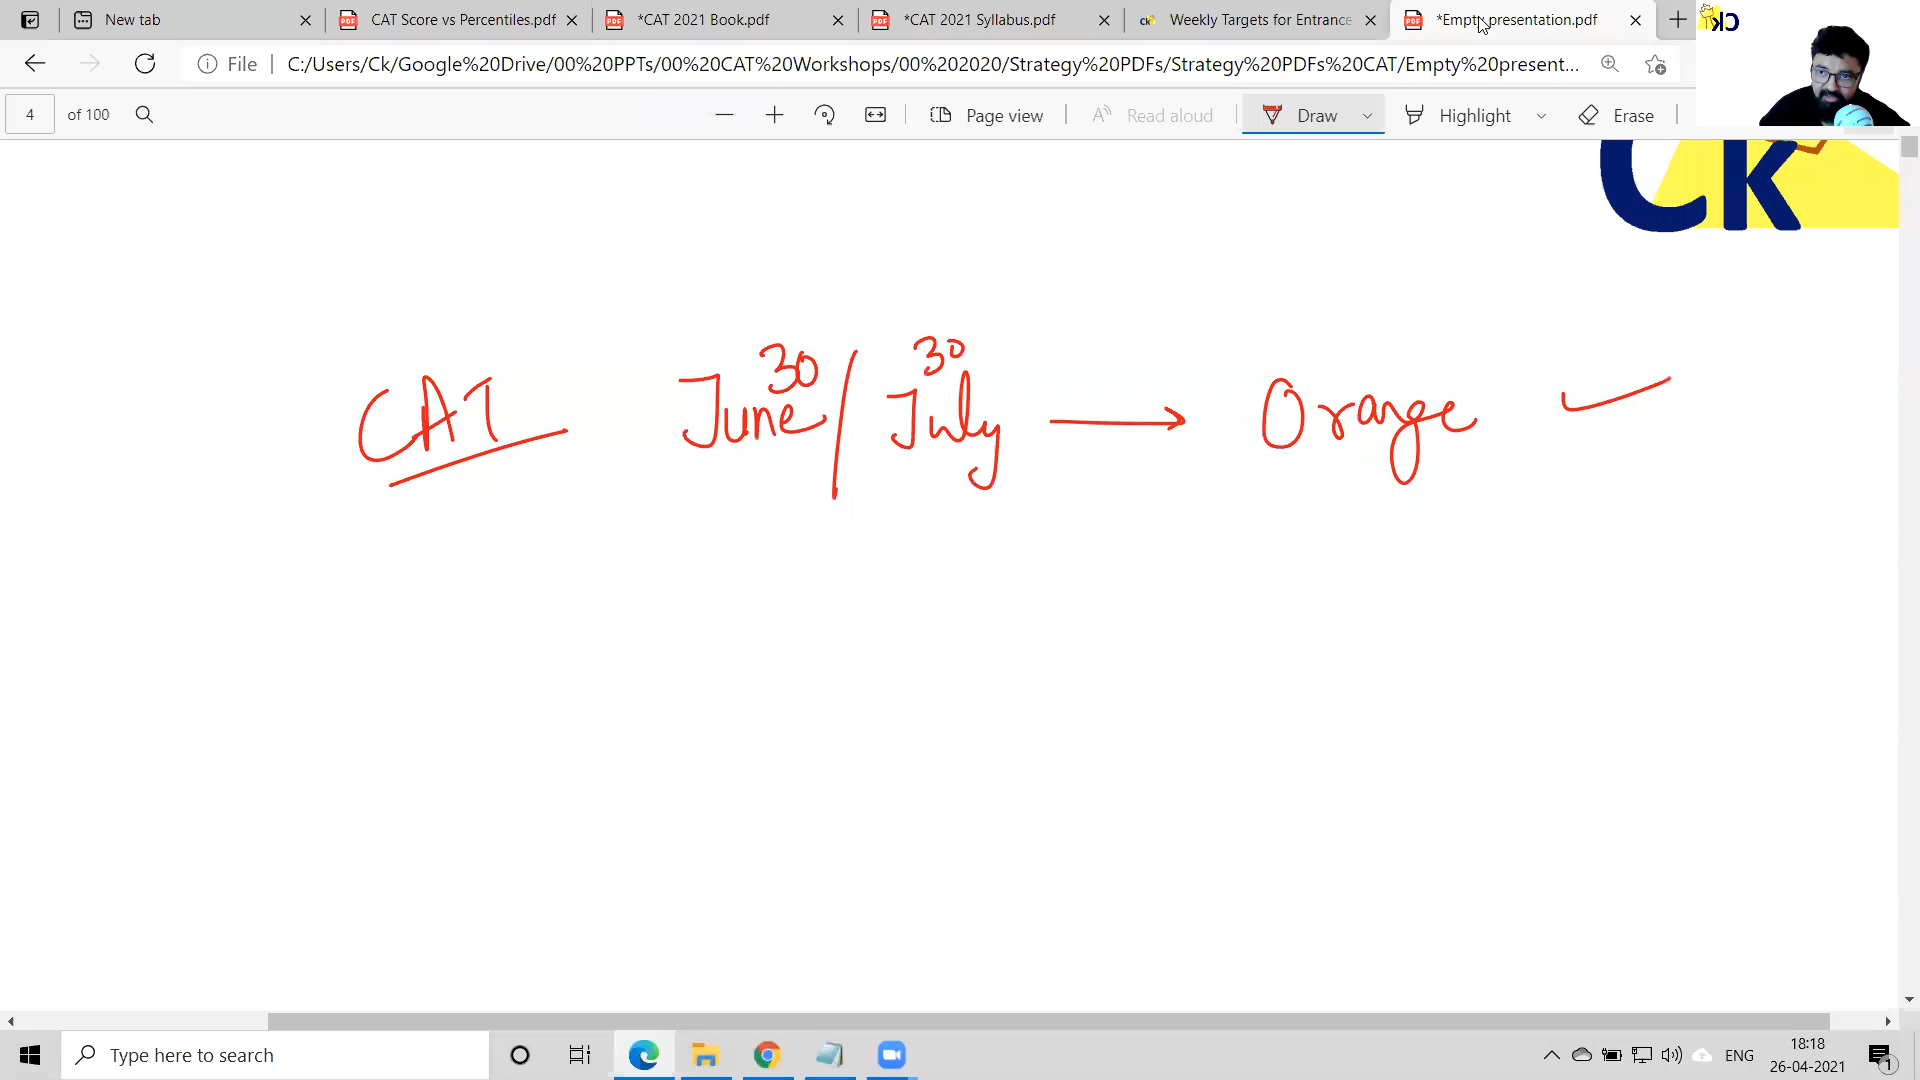 New tab
CAT Score vs Percentiles.pdf
*CAT 2021 Book.pdf
*CAT 2021 Syllabus.pdf
Weekly Targets for Entrance
*Empty presentation.pdf
CK
File
C:/Users/Ck/Google%20Drive/00%20PPTs/00%20CAT%20Workshops/00%202020/Strategy%20PDFs/Strategy%20PDFs%20CAT/Empty%20present...
4 of 100
Page view
Read aloud
Draw
Highlight
Erase
CK
CAT June 30 / July 30 → Orange ✓
Type here to search
ENG
18:18
26-04-2021
1